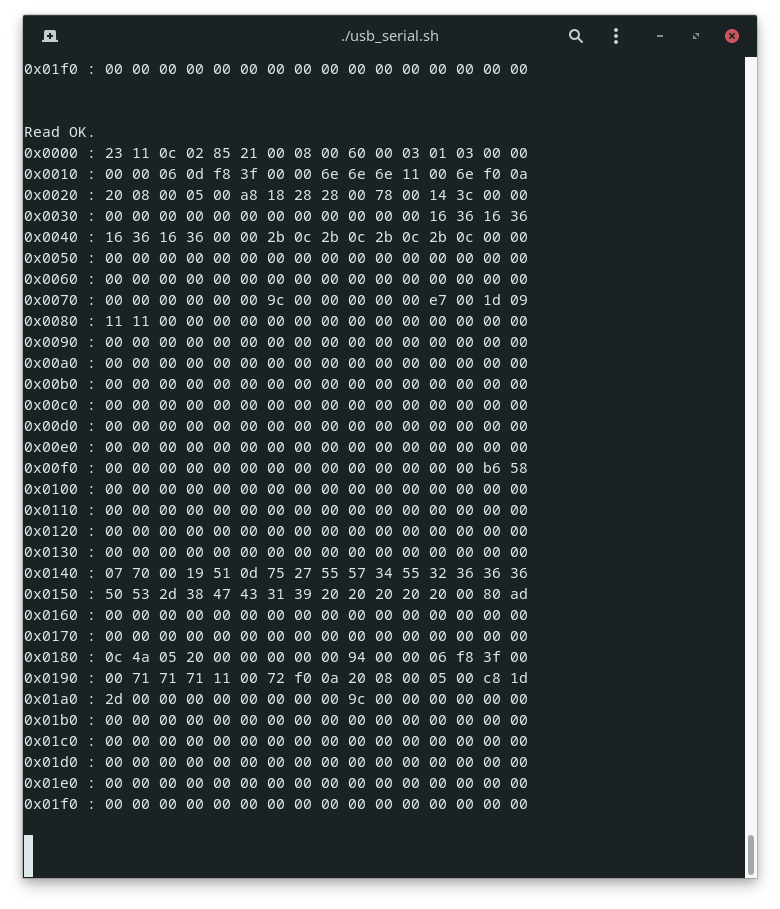 ./usb_serial.sh
0x01f0 : 00 00 00 00 00 00 00 00 00 00 00 00 00 00 00 00
Read OK.
0x0000 : 23 11 0c 02 85 21 00 08 00 60 00 03 01 03 00 00
0x0010 : 00 00 06 0d f8 3f 00 00 6e 6e 6e 11 00 6e f0 0a
0x0020 : 20 08 00 05 00 a8 18 28 28 00 78 00 14 3c 00 00
0x0030 : 00 00 00 00 00 00 00 00 00 00 00 00 16 36 16 36
0x0040 : 16 36 16 36 00 00 2b 0c 2b 0c 2b 0c 2b 0c 00 00
0x0050 : 00 00 00 00 00 00 00 00 00 00 00 00 00 00 00 00
0x0060 : 00 00 00 00 00 00 00 00 00 00 00 00 00 00 00 00
0x0070 : 00 00 00 00 00 00 9c 00 00 00 00 00 e7 00 1d 09
0x0080 : 11 11 00 00 00 00 00 00 00 00 00 00 00 00 00 00
0x0090 : 00 00 00 00 00 00 00 00 00 00 00 00 00 00 00 00
0x00a0 : 00 00 00 00 00 00 00 00 00 00 00 00 00 00 00 00
0x00b0 : 00 00 00 00 00 00 00 00 00 00 00 00 00 00 00 00
0x00c0 : 00 00 00 00 00 00 00 00 00 00 00 00 00 00 00 00
0x00d0 : 00 00 00 00 00 00 00 00 00 00 00 00 00 00 00 00
0x00e0 : 00 00 00 00 00 00 00 00 00 00 00 00 00 00 00 00
0x00f0 : 00 00 00 00 00 00 00 00 00 00 00 00 00 00 b6 58
0x0100 : 00 00 00 00 00 00 00 00 00 00 00 00 00 00 00 00
0x0110 : 00 00 00 00 00 00 00 00 00 00 00 00 00 00 00 00
0x0120 : 00 00 00 00 00 00 00 00 00 00 00 00 00 00 00 00
0x0130 : 00 00 00 00 00 00 00 00 00 00 00 00 00 00 00 00
0x0140 : 07 70 00 19 51 0d 75 27 55 57 34 55 32 36 36 36
0x0150 : 50 53 2d 38 47 43 31 39 20 20 20 20 20 00 80 ad
0x0160 : 00 00 00 00 00 00 00 00 00 00 00 00 00 00 00 00
0x0170 : 00 00 00 00 00 00 00 00 00 00 00 00 00 00 00 00
0x0180 : 0c 4a 05 20 00 00 00 00 00 94 00 00 06 f8 3f 00
0x0190 : 00 71 71 71 11 00 72 f0 0a 20 08 00 05 00 c8 1d
0x01a0 : 2d 00 00 00 00 00 00 00 00 9c 00 00 00 00 00 00
0x01b0 : 00 00 00 00 00 00 00 00 00 00 00 00 00 00 00 00
0x01c0 : 00 00 00 00 00 00 00 00 00 00 00 00 00 00 00 00
0x01d0 : 00 00 00 00 00 00 00 00 00 00 00 00 00 00 00 00
0x01e0 : 00 00 00 00 00 00 00 00 00 00 00 00 00 00 00 00
0x01f0 : 00 00 00 00 00 00 00 00 00 00 00 00 00 00 00 00